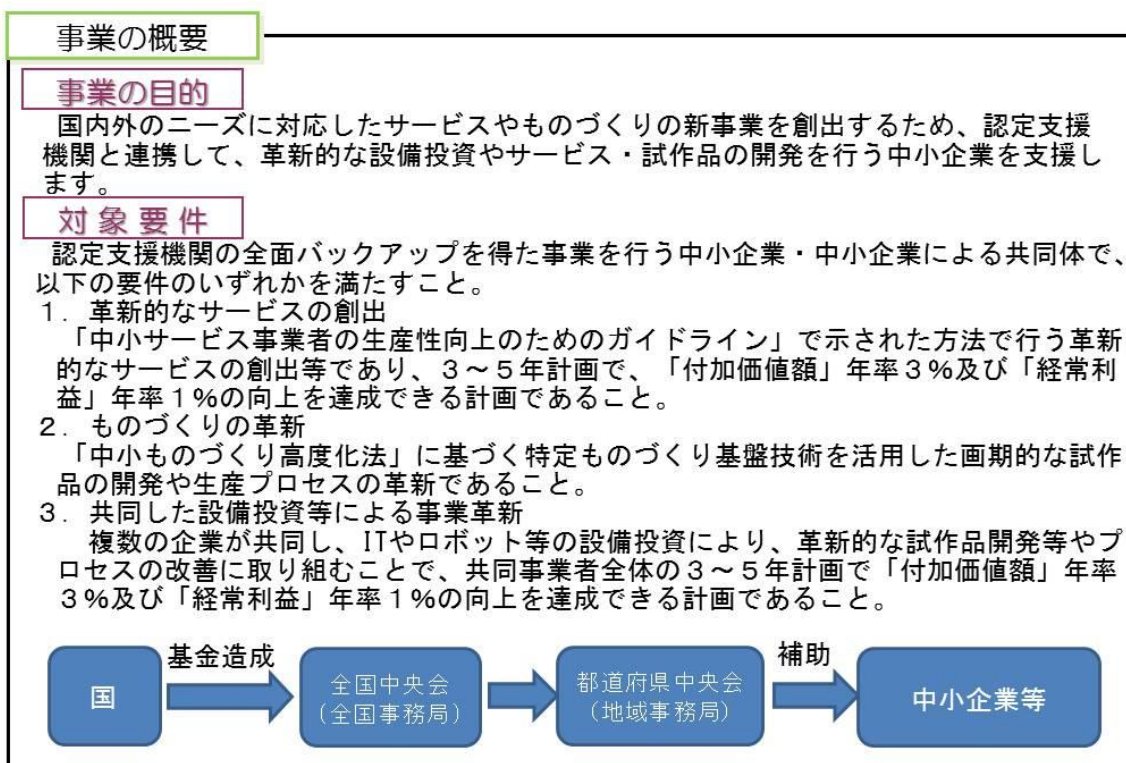 事業の概要
事業の目的
国内外のニーズに対応したサービスやものづくりの新事業を創出するため、認定支援
機関と連携して、革新的な設備投資やサービス・試作品の開発を行う中小企業を支援し
ます。
対象要件
認定支援機関の全面バックアップを得た事業を行う中小企業・中小企業による共同体で、
以下の要件のいずれかを満たすこと。
１．革新的なサービスの創出
「中小サービス事業者の生産性向上のためのガイドライン」で示された方法で行う革新
的なサービスの創出等であり、３～５年計画で、「付加価値額」年率３％及び「経常利
益」年率１％の向上を達成できる計画であること。
２．ものづくりの革新
「中小ものづくり高度化法」に基づく特定ものづくり基盤技術を活用した画期的な試作
品の開発や生産プロセスの革新であること。
３．共同した設備投資等による事業革新
複数の企業が共同し、ITやロボット等の設備投資により、革新的な試作品開発等やプ
ロセスの改善に取り組むことで、共同事業者全体の３～５年計画で「付加価値額」年率
３％及び「経常利益」年率１％の向上を達成できる計画であること。
国
基金造成
全国中央会
（全国事務局）
都道府県中央会
（地域事務局）
補助
中小企業等